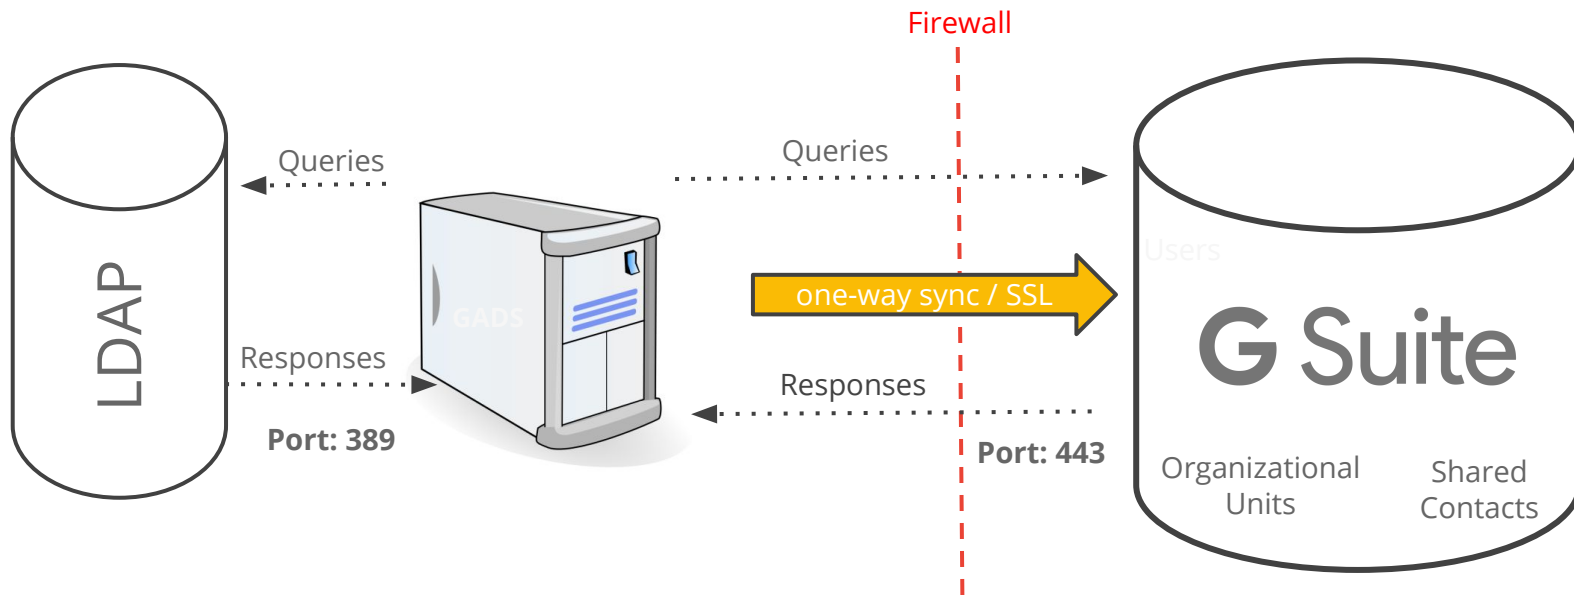 Firewall
Queries
Queries
Users
LDAP
GADS
one-way sync / SSL
G Suite
Responses
Responses
Port: 389
Port: 443
Organizational
Units
Shared
Contacts